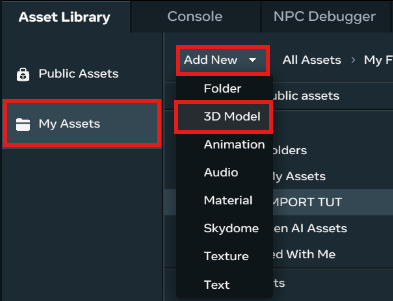 Asset Library
Console
NPC Debugger
Public Assets
My Assets
Add New
All Assets > My F
Folder
3D Model
Animation
Audio
Material
Skydome
Texture
Text
ublic assets
olders
y Assets
MPORT TUT
en AI Assets
ed With Me
ts